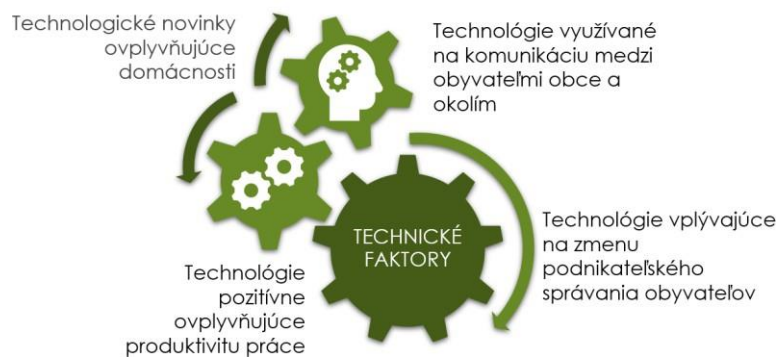 Technologické novinky
ovplyvňujúce
domácnosti
Technológie využívané
na komunikáciu medzi
obyvateľmi obce a
okolím
TECHNICKÉ
FAKTORY
Technológie vplývajúce
na zmenu
podnikateľského
správania obyvateľov
Technológie
pozitívne
ovplyvňujúce
produktivitu práce